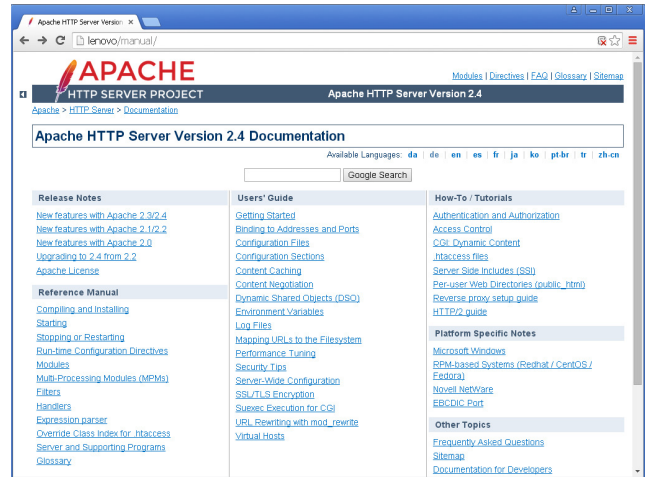 Apache HTTP Server Version
lenovo/manual/
APACHE
HTTP SERVER PROJECT
Modules | Directives | FAQ | Glossary | Sitemap
Apache HTTP Server Version 2.4
Apache > HTTP Server > Documentation
Apache HTTP Server Version 2.4 Documentation
Available Languages: da | de | en | es | fr | ja | ko | pt-br | tr | zh-cn
Google Search
Release Notes
New features with Apache 2.3/2.4
New features with Apache 2.1/2.2
New features with Apache 2.0
Upgrading to 2.4 from 2.2
Apache License
Reference Manual
Compiling and Installing
Starting
Stopping or Restarting
Run-time Configuration Directives
Modules
Multi-Processing Modules (MPMs)
Filters
Handlers
Expression parser
Override Class Index for .htaccess
Server and Supporting Programs
Glossary
Users' Guide
Getting Started
Binding to Addresses and Ports
Configuration Files
Configuration Sections
Content Caching
Content Negotiation
Dynamic Shared Objects (DSO)
Environment Variables
Log Files
Mapping URLs to the Filesystem
Performance Tuning
Security Tips
Server-Wide Configuration
SSL/TLS Encryption
Suexec Execution for CGI
URL Rewriting with mod_rewrite
Virtual Hosts
How-To / Tutorials
Authentication and Authorization
Access Control
CGI: Dynamic Content
.htaccess files
Server Side Includes (SSI)
Per-user Web Directories (public_html)
Reverse proxy setup guide
HTTP/2 guide
Platform Specific Notes
Microsoft Windows
RPM-based Systems (Redhat / CentOS /
Fedora)
Novell NetWare
EBCDIC Port
Other Topics
Frequently Asked Questions
Sitemap
Documentation for Developers